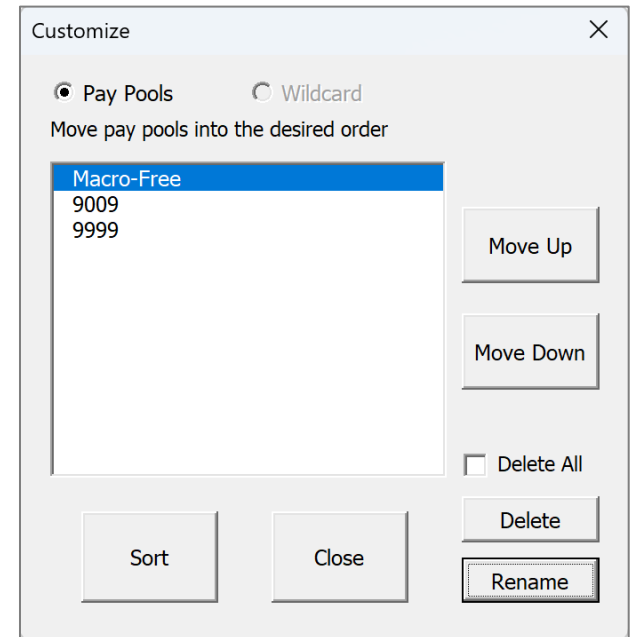 Customize
Pay Pools
Wildcard
Move pay pools into the desired order
Macro-Free
9009
9999
Move Up
Move Down
Delete All
Delete
Sort
Close
Rename